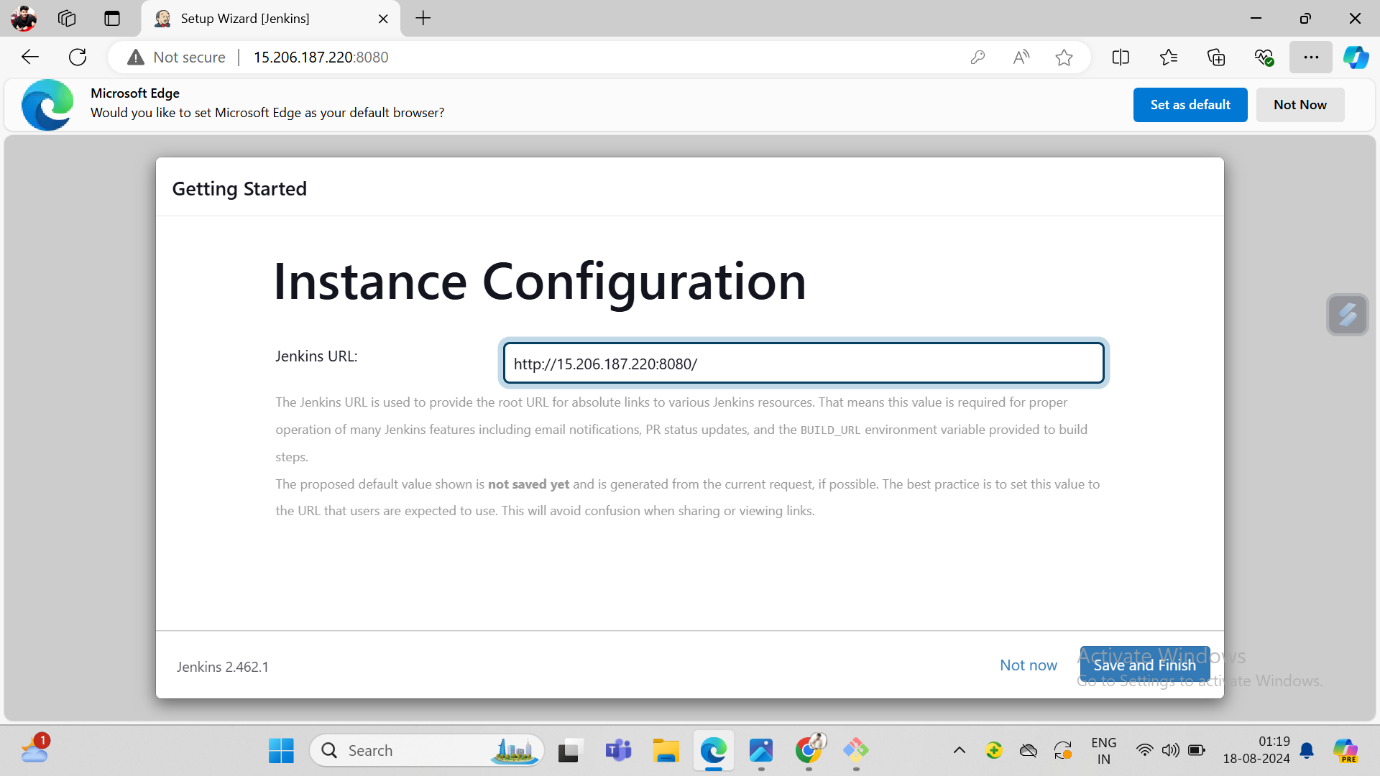 Setup Wizard [Jenkins]
Not secure
15.206.187.220:8080
Microsoft Edge
Would you like to set Microsoft Edge as your default browser?
Set as default
Not Now
Getting Started
Instance Configuration
Jenkins URL:
http://15.206.187.220:8080/
The Jenkins URL is used to provide the root URL for absolute links to various Jenkins resources. That means this value is required for proper
operation of many Jenkins features including email notifications, PR status updates, and the BUILD_URL environment variable provided to build
steps.
The proposed default value shown is not saved yet and is generated from the current request, if possible. The best practice is to set this value to
the URL that users are expected to use. This will avoid confusion when sharing or viewing links.
Jenkins 2.462.1
Not now
Save and Finish
Activate Windows
Go to Settings to activate Windows.
1
Search
ENG
IN
01:19
18-08-2024
PRE